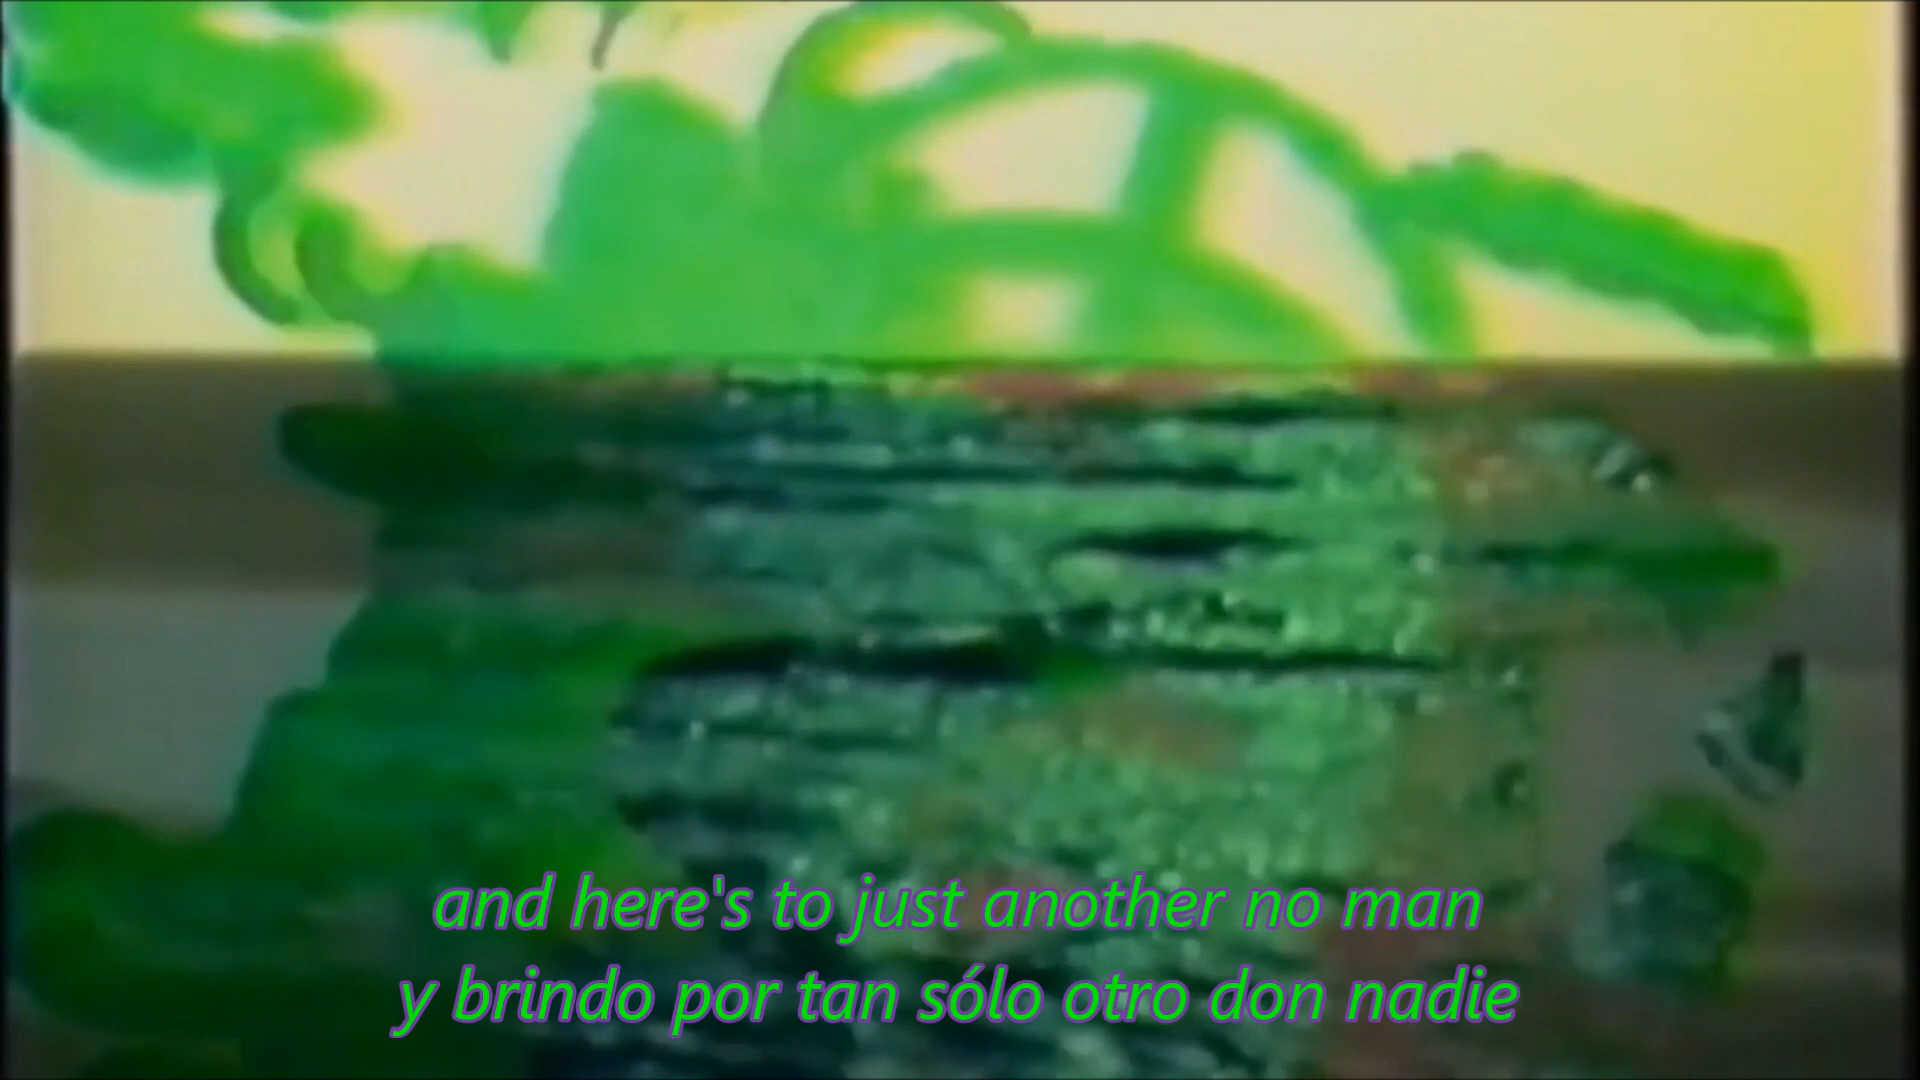 and here's to just another no man
y brindo por tan sólo otro don nadie